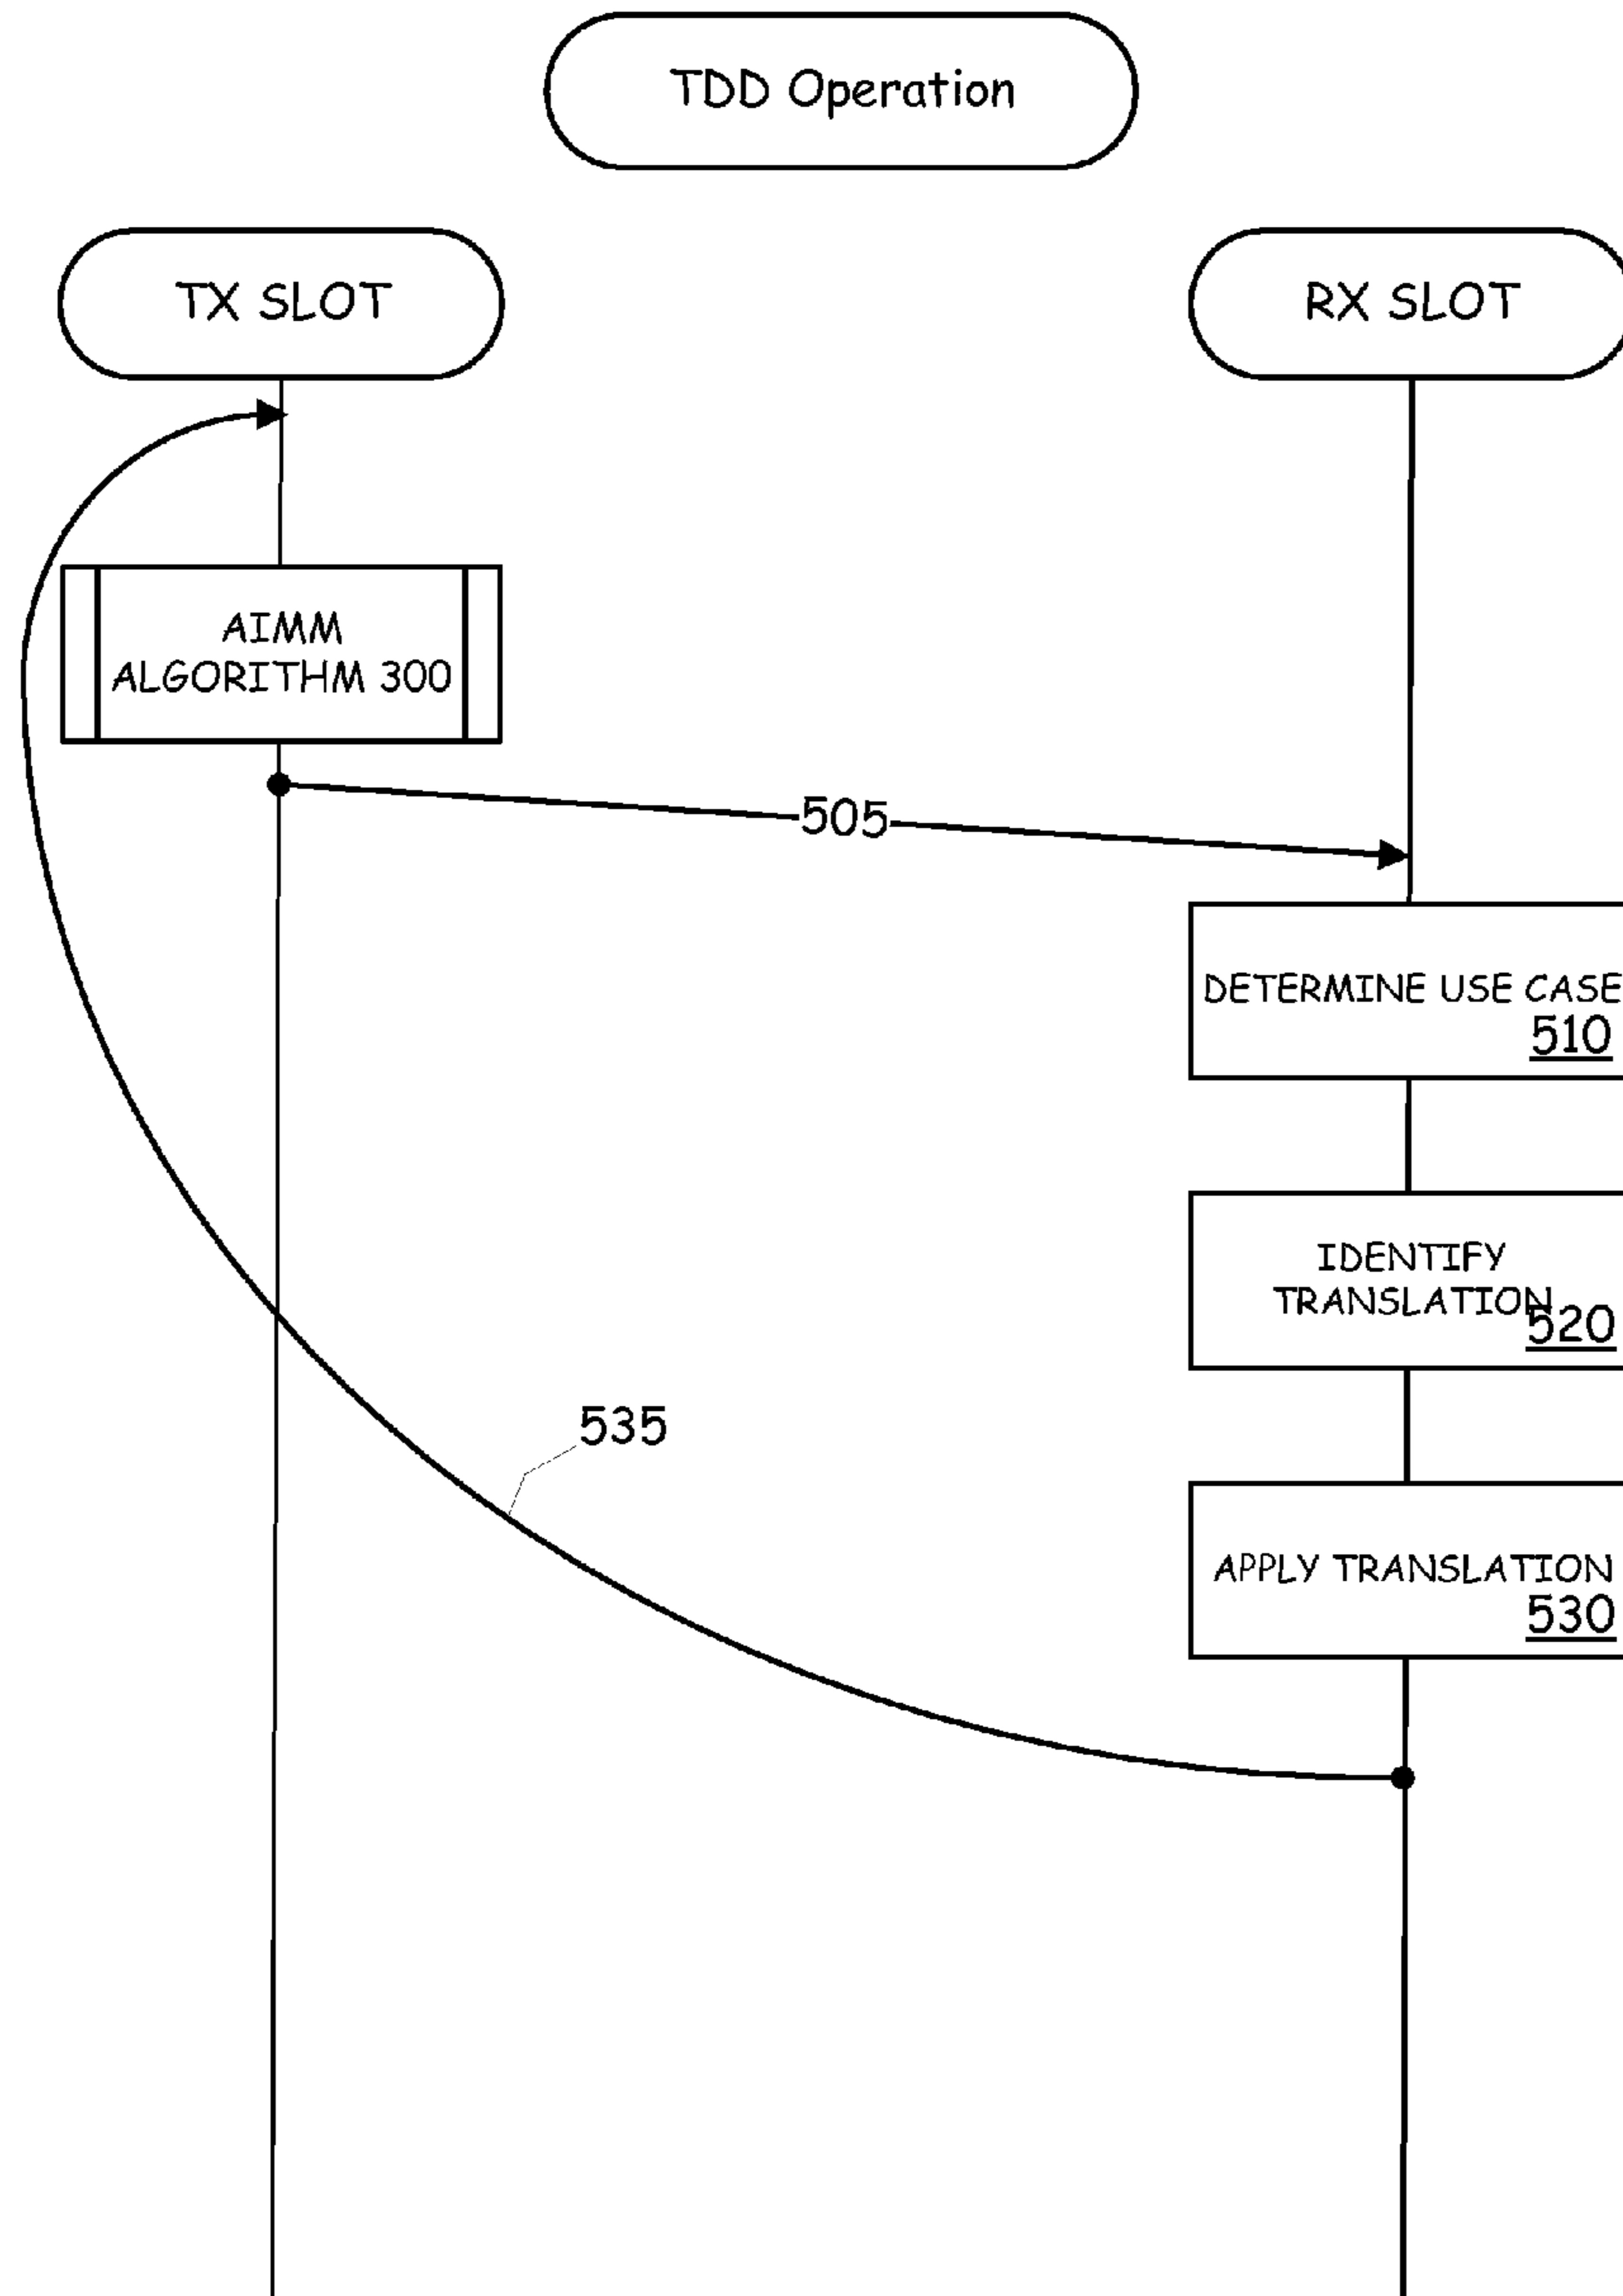 TDD Operation
TX SLOT
RX SLOT
AIMM
ALGORITHM 300
505
DETERMINE USE CASE
510
IDENTIFY
TRANSLATION
520
535
APPLY TRANSLATION
530